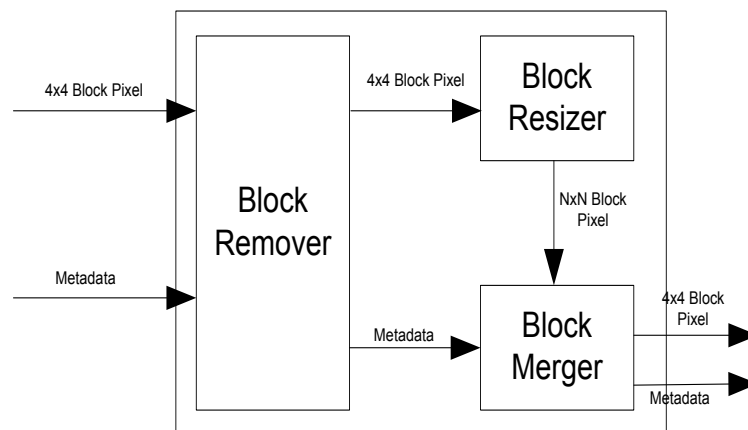 4x4 Block Pixel
Metadata
Block
Remover
4x4 Block Pixel
Metadata
Block
Resizer
NxN Block
Pixel
Block
Merger
4x4 Block
Pixel
Metadata